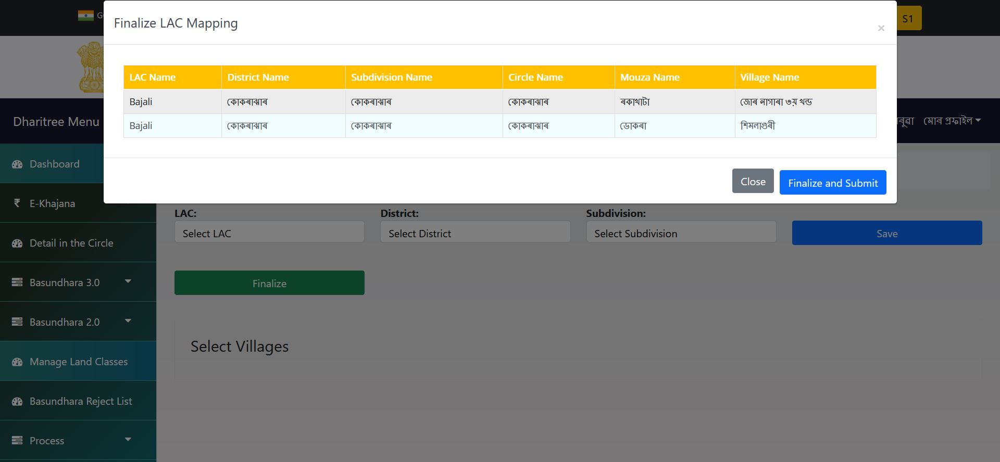 Finalize LAC Mapping
×
S1
LAC Name District Name Subdivision Name Circle Name Mouza Name Village Name
Bajali কোকৰাঝাৰ কোকৰাঝাৰ কোকৰাঝাৰ ৰকাখাটা জোৰ নাগাৰা ৩য় খন্ড
Bajali কোকৰাঝাৰ কোকৰাঝাৰ কোকৰাঝাৰ ডোকৰা শিমলাগুৰী
Close Finalize and Submit
Dharitree Menu
মোৰ প্ৰফাইল
Dashboard
E-Khajana
Detail in the Circle
Basundhara 3.0
Basundhara 2.0
Manage Land Classes
Basundhara Reject List
Process
LAC: District: Subdivision:
Select LAC Select District Select Subdivision Save
Finalize
Select Villages